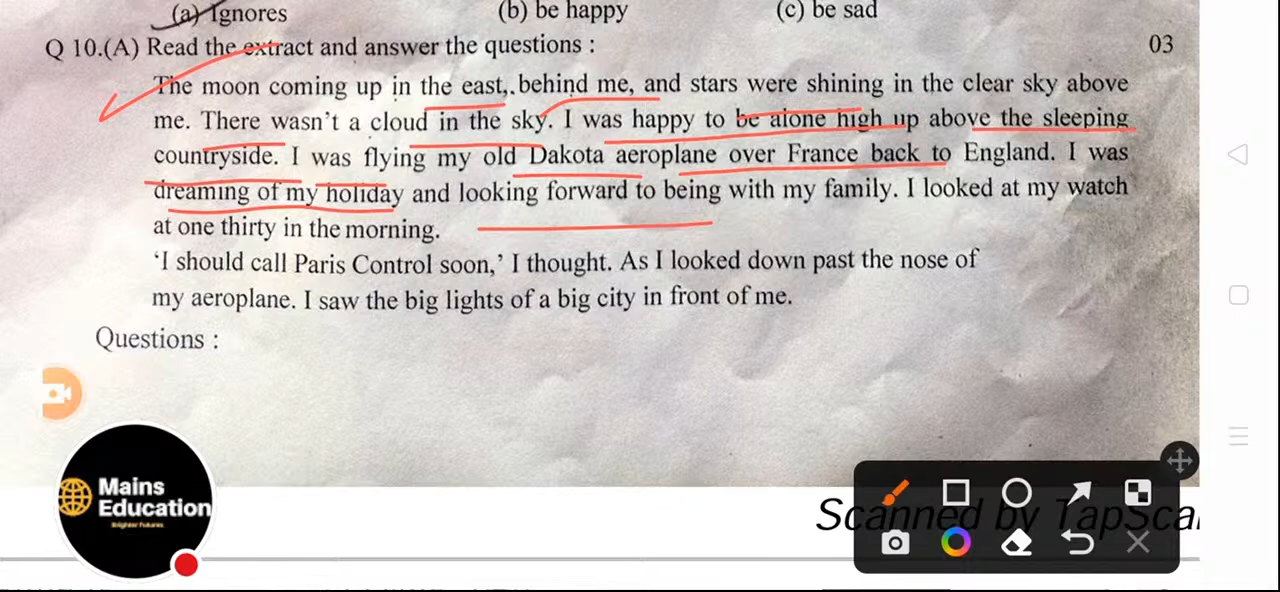 (a) Ignores (b) be happy (c) be sad
Q 10.(A) Read the extract and answer the questions : 03
The moon coming up in the east,. behind me, and stars were shining in the clear sky above
me. There wasn't a cloud in the sky. I was happy to be alone high up above the sleeping
countryside. I was flying my old Dakota aeroplane over France back to England. I was
dreaming of my holiday and looking forward to being with my family. I looked at my watch
at one thirty in the morning.
'I should call Paris Control soon,' I thought. As I looked down past the nose of
my aeroplane. I saw the big lights of a big city in front of me.
Questions :
Mains
Education
Brighter Futures
Scanned by TapSca